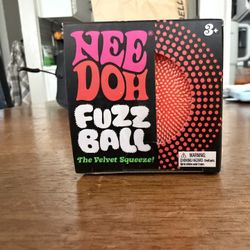 NEE
DOH
3+
FUZZ
BALL
The Velvet Squeeze!
WARNING:
CHOKING HAZARD